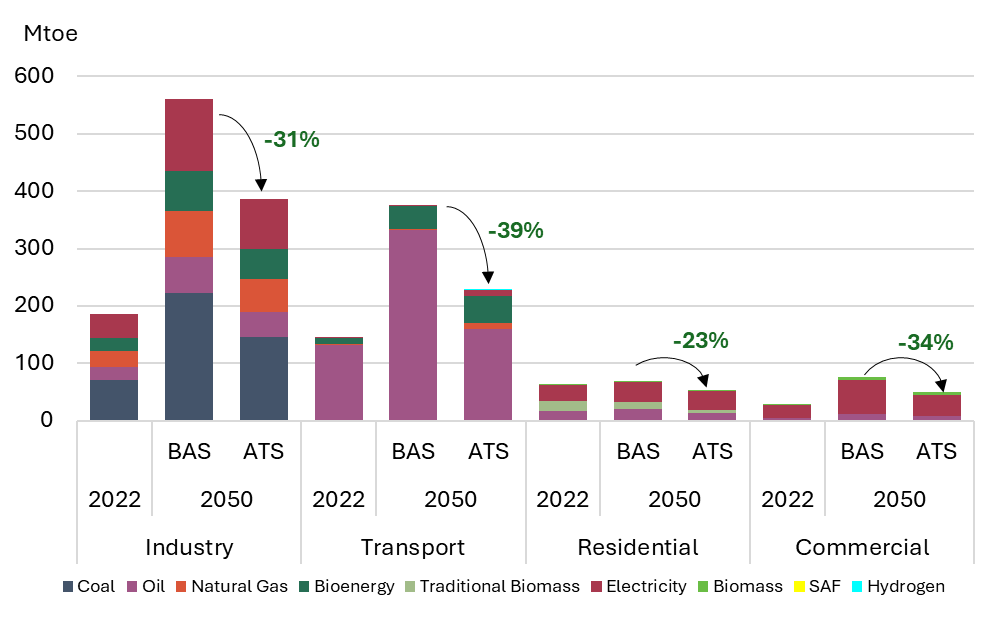 Mtoe
600
500
400
300
200
100
0
-31%
-39%
-23%
-34%
BAS ATS BAS ATS BAS ATS BAS ATS
2022 2050 2022 2050 2022 2050 2022 2050
Industry Transport Residential Commercial
Coal Oil Natural Gas Bioenergy Traditional Biomass Electricity Biomass SAF Hydrogen